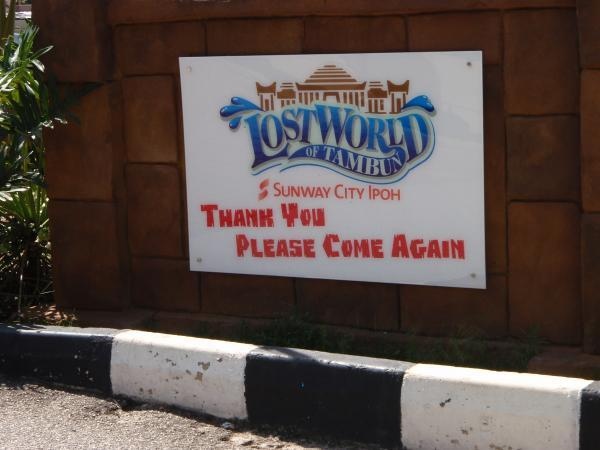 LOST WORLD
OF TAMBUN
SUNWAY CITY IPOH
THANK YOU
PLEASE COME AGAIN